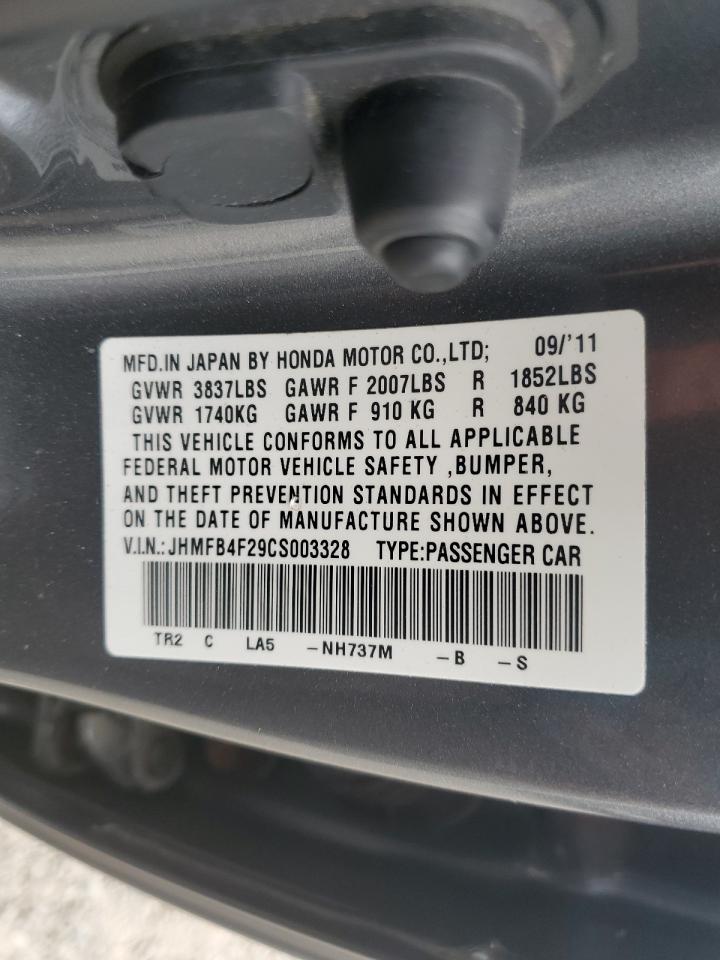 MFD.IN JAPAN BY HONDA MOTOR CO.,LTD; 09/'11
GVWR 3837LBS GAWR F 2007LBS R 1852LBS
GVWR 1740KG GAWR F 910 KG R 840 KG
THIS VEHICLE CONFORMS TO ALL APPLICABLE
FEDERAL MOTOR VEHICLE SAFETY ,BUMPER,
AND THEFT PREVENTION STANDARDS IN EFFECT
ON THE DATE OF MANUFACTURE SHOWN ABOVE.
V.I.N.:JHMFB4F29CS003328 TYPE:PASSENGER CAR
TR2 C LA5 -NH737M -B -S